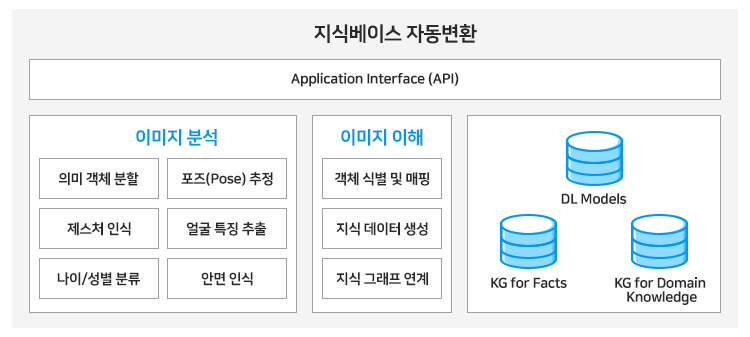 지식베이스 자동변환
Application Interface (API)
이미지 분석
의미 객체 분할
포즈(Pose) 추정
제스처 인식
얼굴 특징 추출
나이/성별 분류
안면 인식
이미지 이해
객체 식별 및 매핑
지식 데이터 생성
지식 그래프 연계
DL Models
KG for Facts
KG for Domain
Knowledge